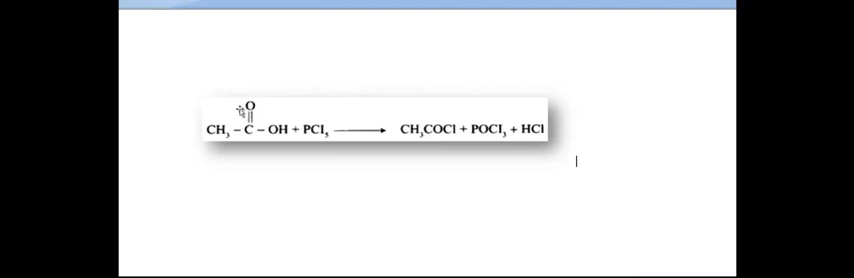 O
||
CH₃ – C – OH + PCl₅ ⟶ CH₃COCl + POCl₃ + HCl